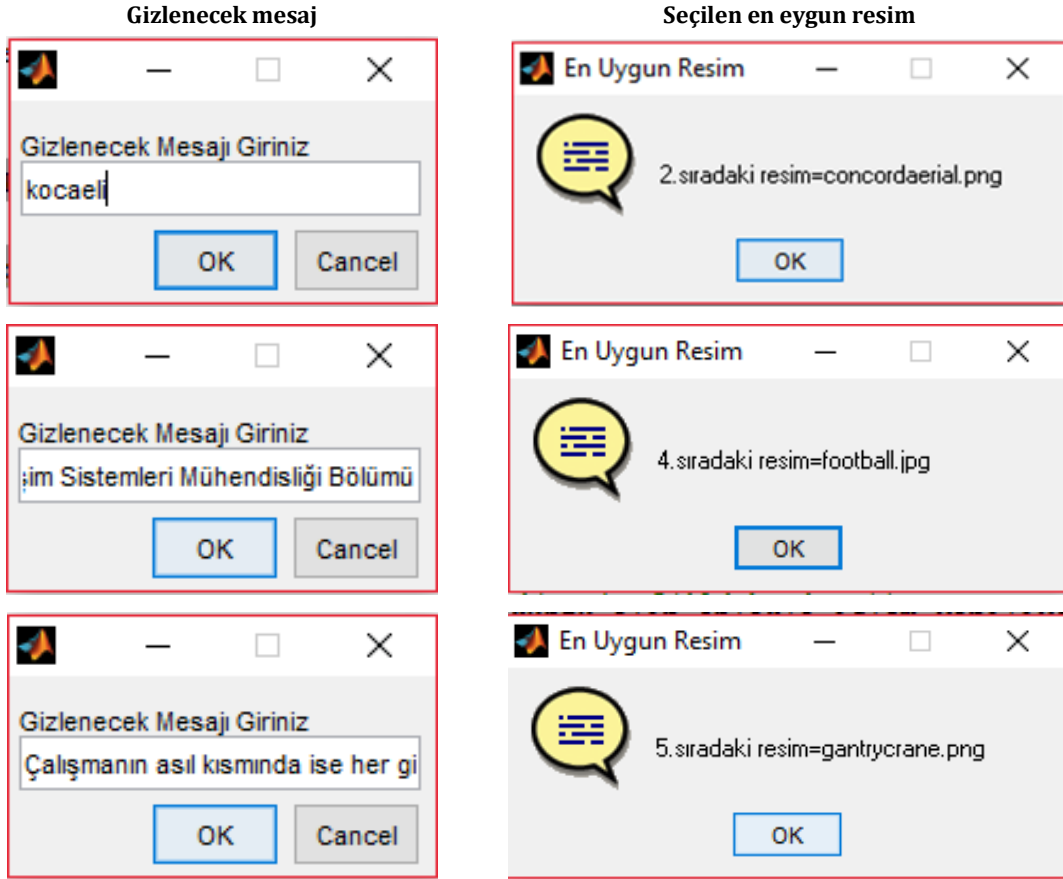 Gizlenecek mesaj
Seçilen en eygun resim
Gizlenecek Mesajı Giriniz
kocaeli
OK
Cancel
En Uygun Resim
2.sıradaki resim=concordaerial.png
OK
Gizlenecek Mesajı Giriniz
şim Sistemleri Mühendisliği Bölümü
OK
Cancel
En Uygun Resim
4.sıradaki resim=football.jpg
OK
Gizlenecek Mesajı Giriniz
Çalışmanın asıl kısmında ise her gi
OK
Cancel
En Uygun Resim
5.sıradaki resim=gantrycrane.png
OK